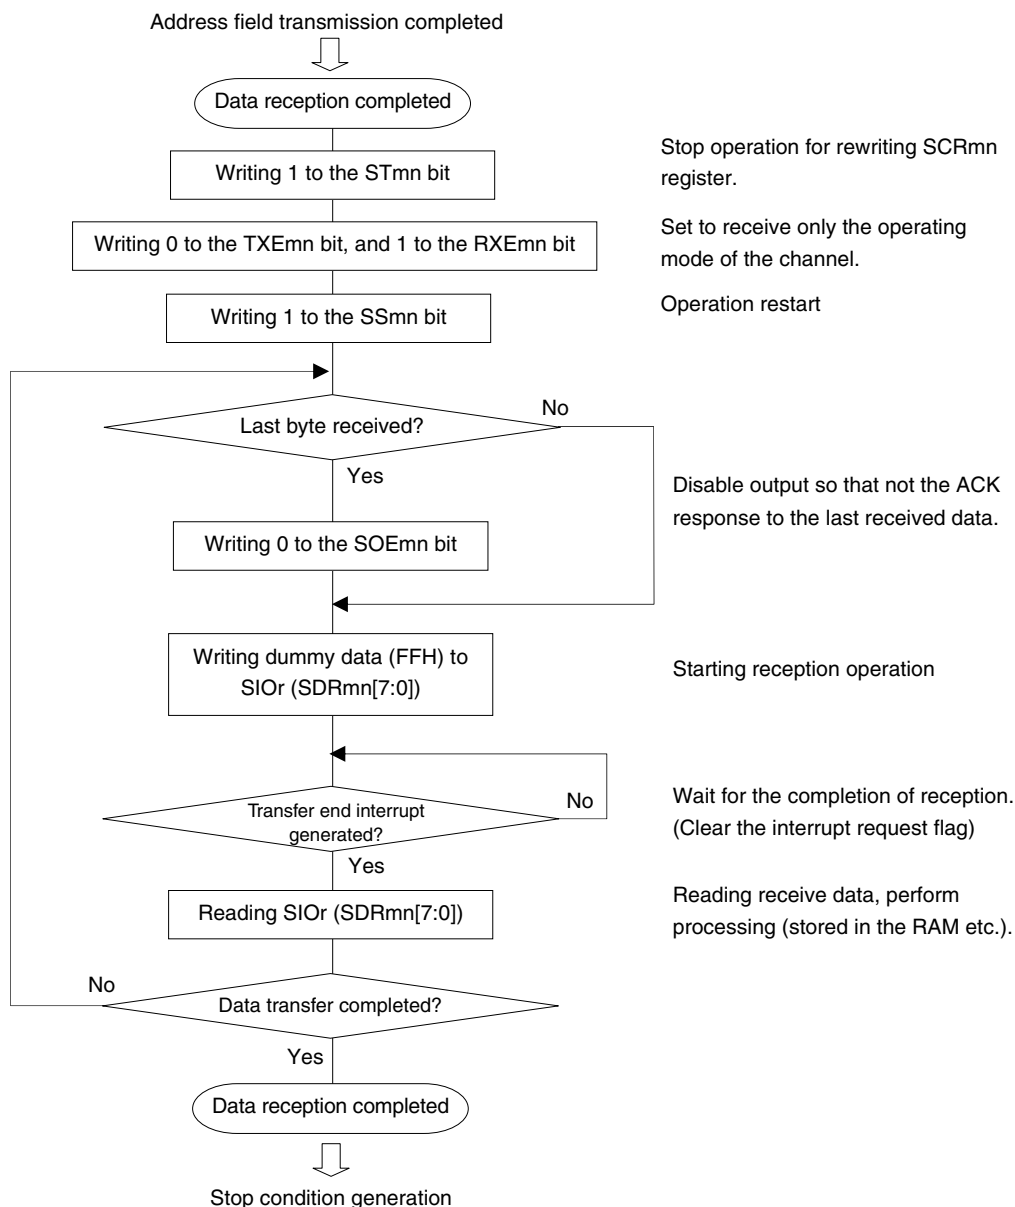 Address field transmission completed
Data reception completed
Stop operation for rewriting SCRmn
register.
Writing 1 to the STmn bit
Set to receive only the operating
mode of the channel.
Writing 0 to the TXEmn bit, and 1 to the RXEmn bit
Operation restart
Writing 1 to the SSmn bit
No
Last byte received?
Yes
Disable output so that not the ACK
response to the last received data.
Writing 0 to the SOEmn bit
Writing dummy data (FFH) to
SIOr (SDRmn[7:0])
Starting reception operation
Transfer end interrupt
generated?
No
Wait for the completion of reception.
(Clear the interrupt request flag)
Yes
Reading SIOr (SDRmn[7:0])
Reading receive data, perform
processing (stored in the RAM etc.).
No
Data transfer completed?
Yes
Data reception completed
Stop condition generation